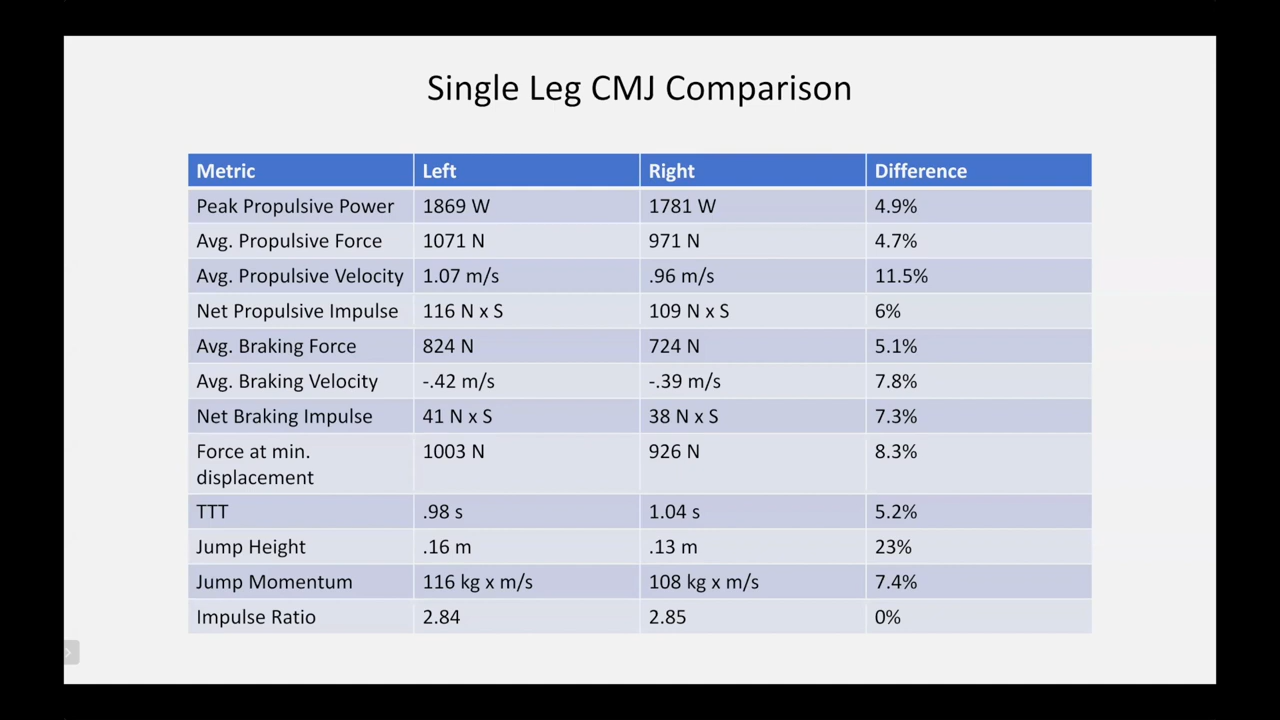 Single Leg CMJ Comparison
Metric Left Right Difference
Peak Propulsive Power 1869 W 1781 W 4.9%
Avg. Propulsive Force 1071 N 971 N 4.7%
Avg. Propulsive Velocity 1.07 m/s .96 m/s 11.5%
Net Propulsive Impulse 116 N x S 109 N x S 6%
Avg. Braking Force 824 N 724 N 5.1%
Avg. Braking Velocity -.42 m/s -.39 m/s 7.8%
Net Braking Impulse 41 N x S 38 N x S 7.3%
Force at min. 1003 N 926 N 8.3%
displacement
TTT .98 s 1.04 s 5.2%
Jump Height .16 m .13 m 23%
Jump Momentum 116 kg x m/s 108 kg x m/s 7.4%
Impulse Ratio 2.84 2.85 0%